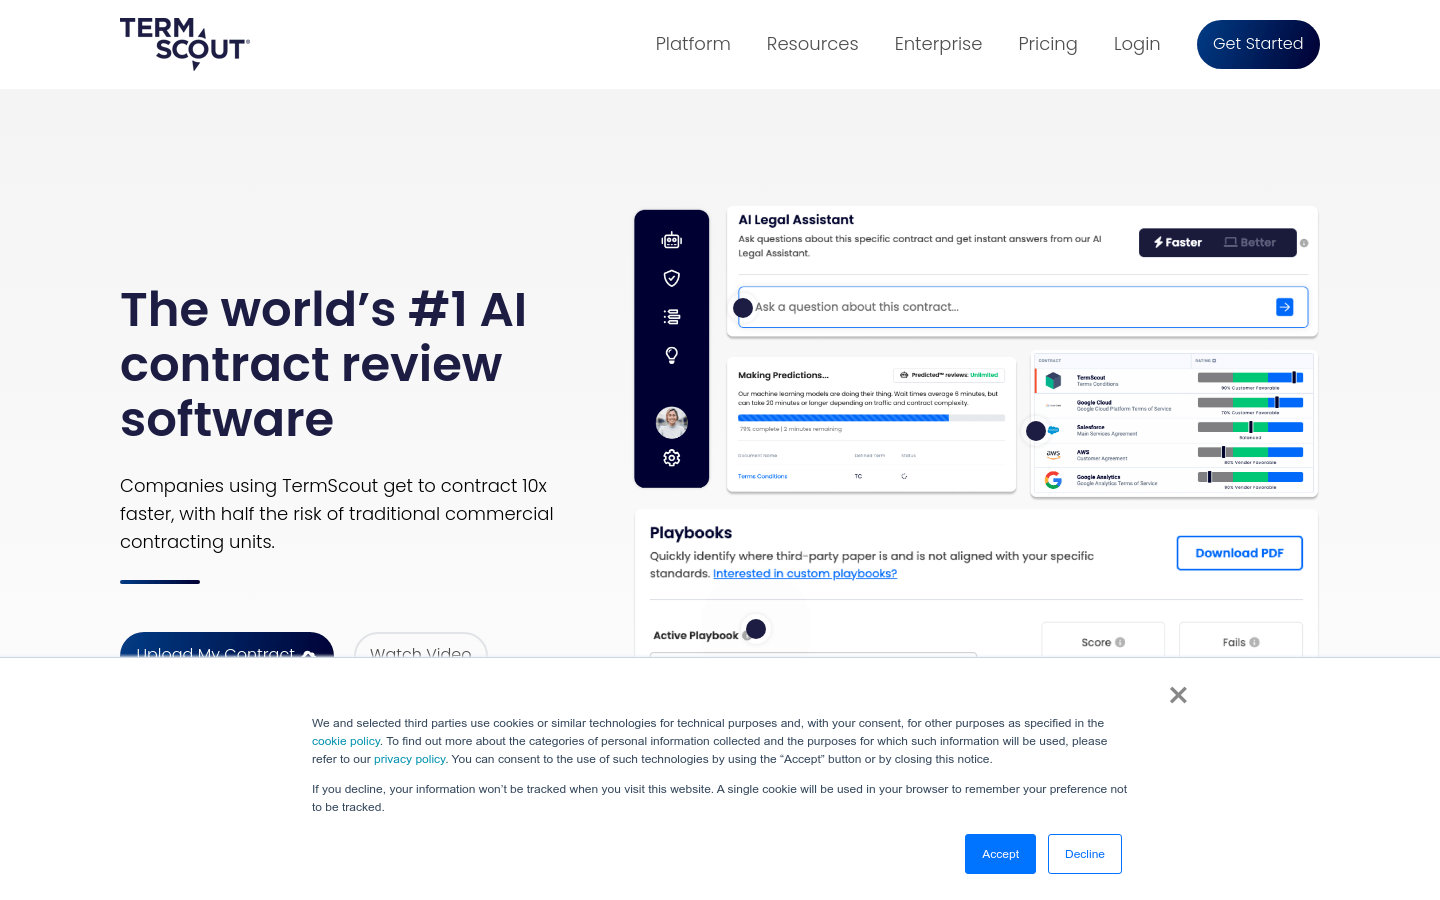 TERM
SCOUT
Platform
Resources
Enterprise
Pricing
Login
Get Started
The world's #1 AI
contract review
software
Companies using TermScout get to contract 10x
faster, with half the risk of traditional commercial
contracting units.
Upload My Contract
Watch Video
AI Legal Assistant
Ask questions about this specific contract and get instant answers from our AI
Legal Assistant.
Faster
Better
Ask a question about this contract...
Making Predictions...
Predicted™ reviews: Unlimited
Our machine learning models are doing their thing. Wait times average 6 minutes, but
can take 20 minutes or longer depending on traffic and contract complexity.
79% complete | 2 minutes remaining
Document Name
Defined Term
Status
Terms Conditions
TC
CONTRACT
RATING
TermScout
Terms Conditions
90% Customer Favorable
Google Cloud
Google Cloud Platform Terms of Service
70% Customer Favorable
Salesforce
Main Services Agreement
Balanced
aws
AWS
Customer Agreement
80% Vendor Favorable
Google Analytics
Google Analytics Terms of Service
90% Vendor Favorable
Playbooks
Quickly identify where third-party paper is and is not aligned with your specific
standards. Interested in custom playbooks?
Download PDF
Active Playbook
Score
Fails
We and selected third parties use cookies or similar technologies for technical purposes and, with your consent, for other purposes as specified in the
cookie policy. To find out more about the categories of personal information collected and the purposes for which such information will be used, please
refer to our privacy policy. You can consent to the use of such technologies by using the “Accept” button or by closing this notice.
If you decline, your information won’t be tracked when you visit this website. A single cookie will be used in your browser to remember your preference not
to be tracked.
Accept
Decline